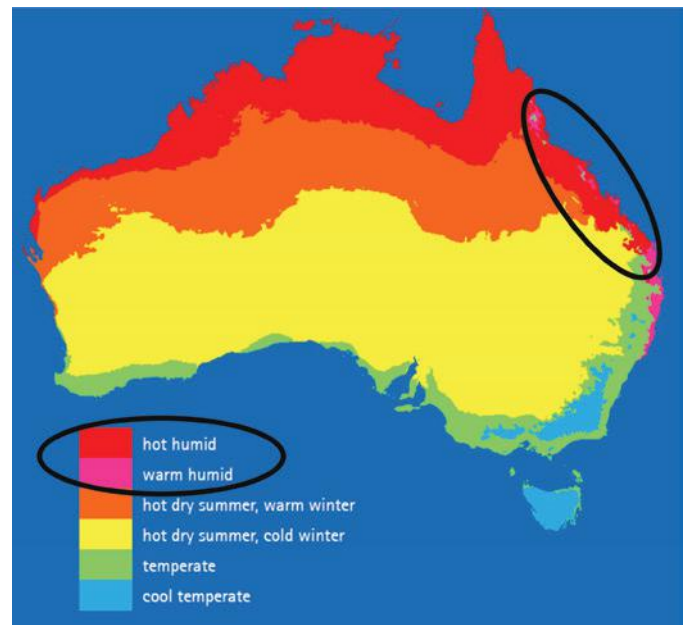 hot humid
warm humid
hot dry summer, warm winter
hot dry summer, cold winter
temperate
cool temperate